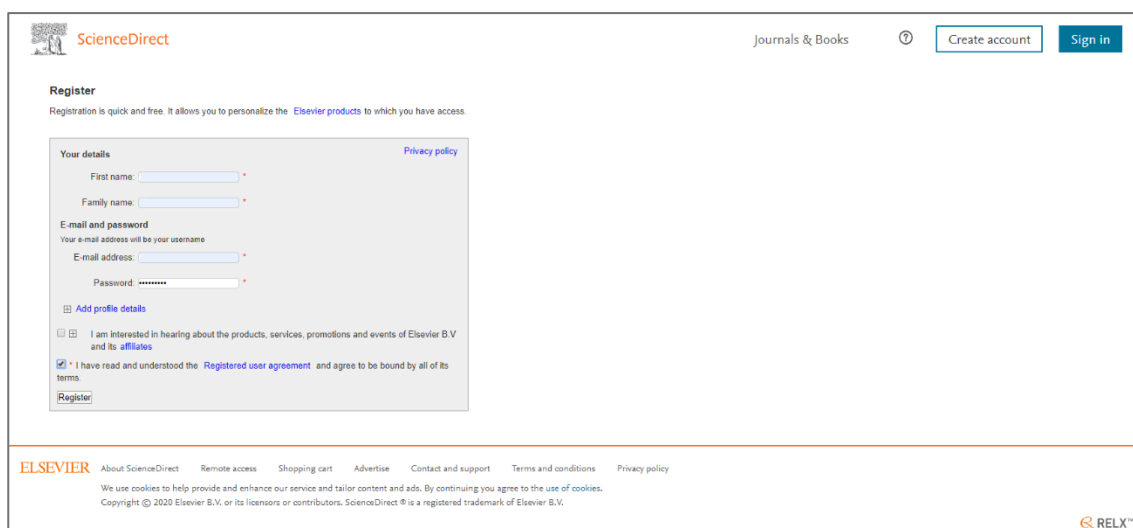 ScienceDirect
Journals & Books
?
Create account
Sign in
Register
Registration is quick and free. It allows you to personalize the Elsevier products to which you have access.
Your details
Privacy policy
First name: *
Family name: *
E-mail and password
Your e-mail address will be your username
E-mail address: *
Password: ••••••••• *
Add profile details
I am interested in hearing about the products, services, promotions and events of Elsevier B.V
and its affiliates
* I have read and understood the Registered user agreement and agree to be bound by all of its
terms.
Register
ELSEVIER
About ScienceDirect Remote access Shopping cart Advertise Contact and support Terms and conditions Privacy policy
We use cookies to help provide and enhance our service and tailor content and ads. By continuing you agree to the use of cookies.
Copyright © 2020 Elsevier B.V. or its licensors or contributors. ScienceDirect ® is a registered trademark of Elsevier B.V.
RELX™